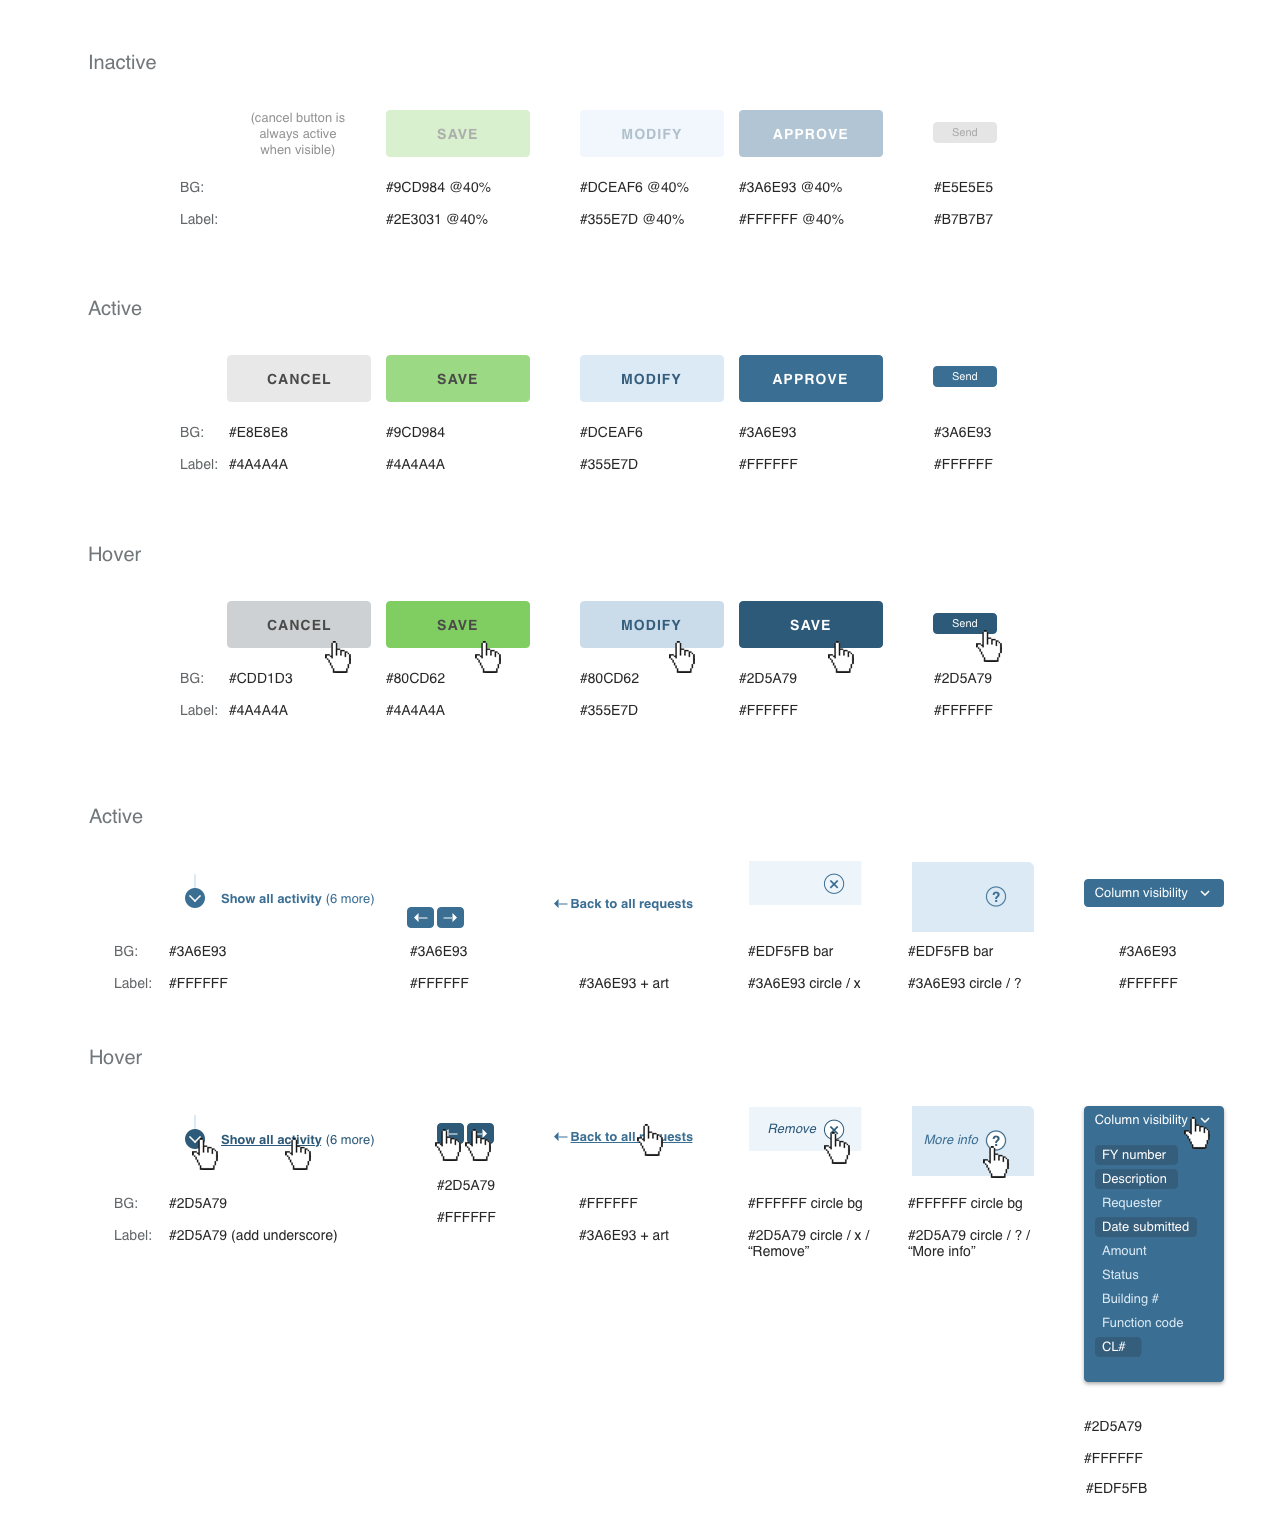 Inactive
(cancel button is
always active
when visible)
SAVE
MODIFY
APPROVE
Send
BG:
#9CD984 @40%
#DCEAF6 @40%
#3A6E93 @40%
#E5E5E5
Label:
#2E3031 @40%
#355E7D @40%
#FFFFFF @40%
#B7B7B7
Active
CANCEL
SAVE
MODIFY
APPROVE
Send
BG:
#E8E8E8
#9CD984
#DCEAF6
#3A6E93
#3A6E93
Label:
#4A4A4A
#4A4A4A
#355E7D
#FFFFFF
#FFFFFF
Hover
CANCEL
SAVE
MODIFY
SAVE
Send
BG:
#CDD1D3
#80CD62
#80CD62
#2D5A79
#2D5A79
Label:
#4A4A4A
#4A4A4A
#355E7D
#FFFFFF
#FFFFFF
Active
Show all activity (6 more)
←
→
←Back to all requests
×
?
Column visibility
BG:
#3A6E93
#3A6E93
#EDF5FB bar
#EDF5FB bar
#3A6E93
Label:
#FFFFFF
#FFFFFF
#3A6E93 + art
#3A6E93 circle / x
#3A6E93 circle / ?
#FFFFFF
Hover
Show all activity (6 more)
←Back to all
Remove
More info ?
Column visibility
FY number
Description
Requester
Date submitted
Amount
Status
Building #
Function code
CL#
#2D5A79
#FFFFFF
BG:
#2D5A79
#FFFFFF
#FFFFFF circle bg
#FFFFFF circle bg
Label:
#2D5A79 (add underscore)
#3A6E93 + art
#2D5A79 circle / x /
“Remove”
#2D5A79 circle / ? /
“More info”
#2D5A79
#FFFFFF
#EDF5FB